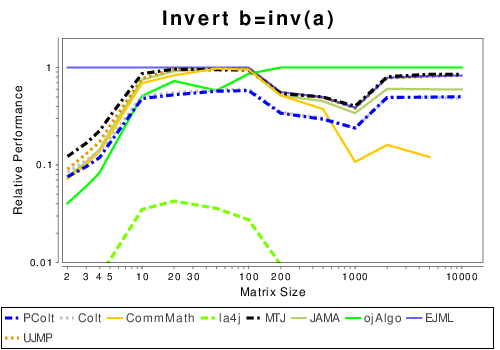 Invert b=inv(a)
Relative Performance
1
0.1
0.01
2 3 4 5 10 20 30 100 200 1000 10000
Matrix Size
PColt Colt CommMath la4j MTJ JAMA ojAlgo EJML
UJMP